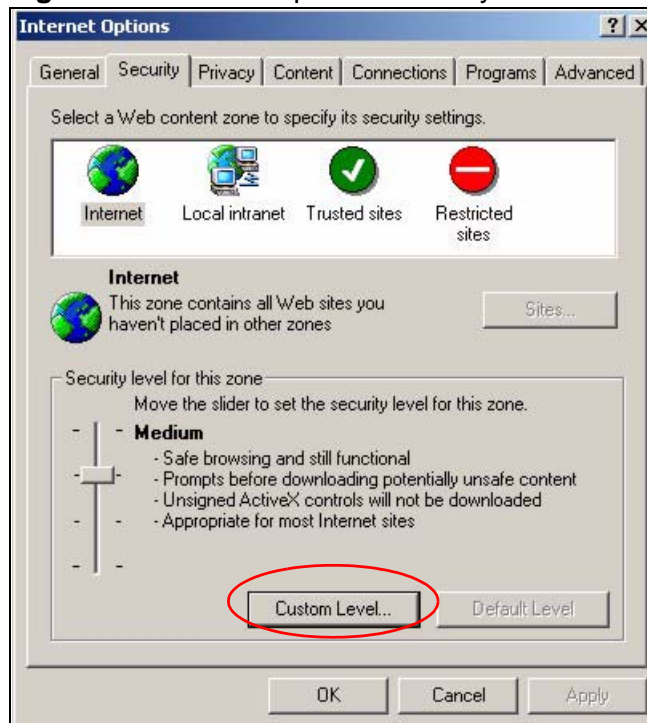 Internet Options
General Security Privacy Content Connections Programs Advanced
Select a Web content zone to specify its security settings.
Internet Local intranet Trusted sites Restricted sites
Internet
This zone contains all Web sites you
haven't placed in other zones
Sites...
Security level for this zone
Move the slider to set the security level for this zone.
Medium
- Safe browsing and still functional
- Prompts before downloading potentially unsafe content
- Unsigned ActiveX controls will not be downloaded
- Appropriate for most Internet sites
Custom Level... Default Level
OK Cancel Apply